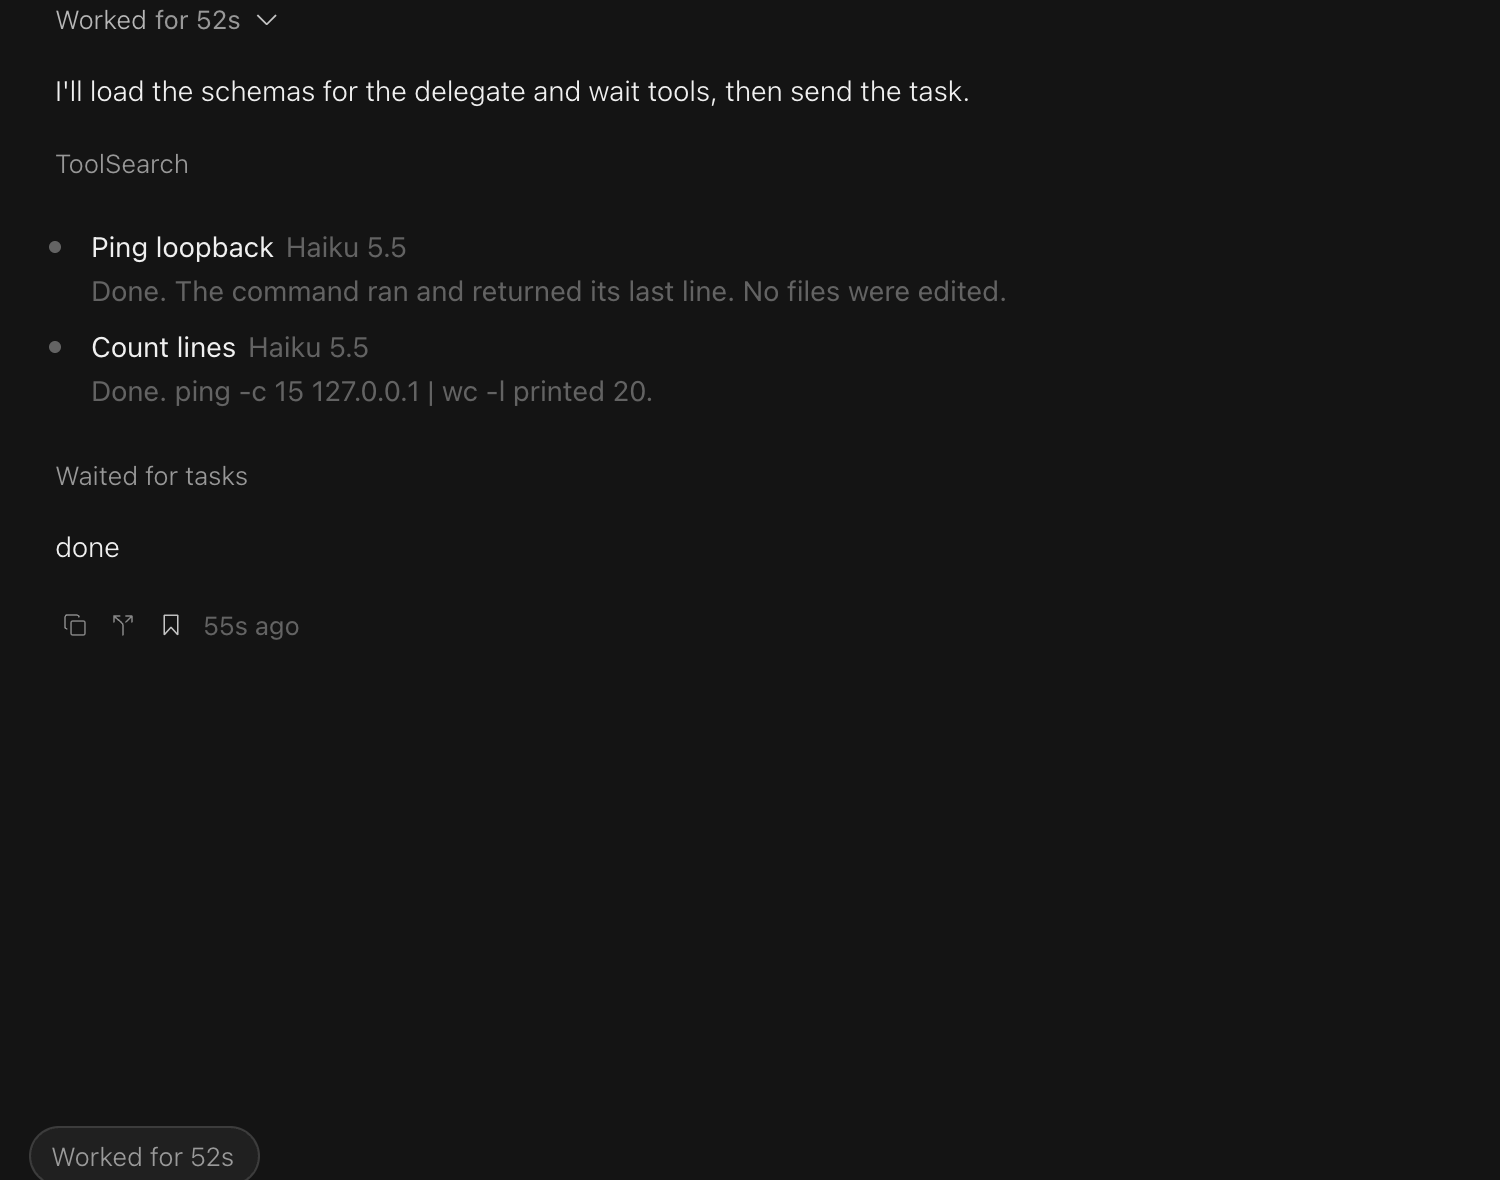 Worked for 52s
I'll load the schemas for the delegate and wait tools, then send the task.
ToolSearch
Ping loopback Haiku 5.5
Done. The command ran and returned its last line. No files were edited.
Count lines Haiku 5.5
Done. ping -c 15 127.0.0.1 | wc -l printed 20.
Waited for tasks
done
55s ago
Worked for 52s